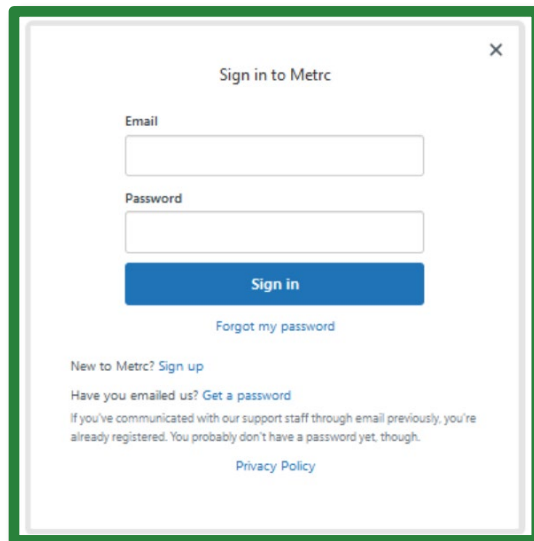 Sign in to Metrc
Email
Password
Sign in
Forgot my password
New to Metrc? Sign up
Have you emailed us? Get a password
If you've communicated with our support staff through email previously, you're
already registered. You probably don't have a password yet, though.
Privacy Policy